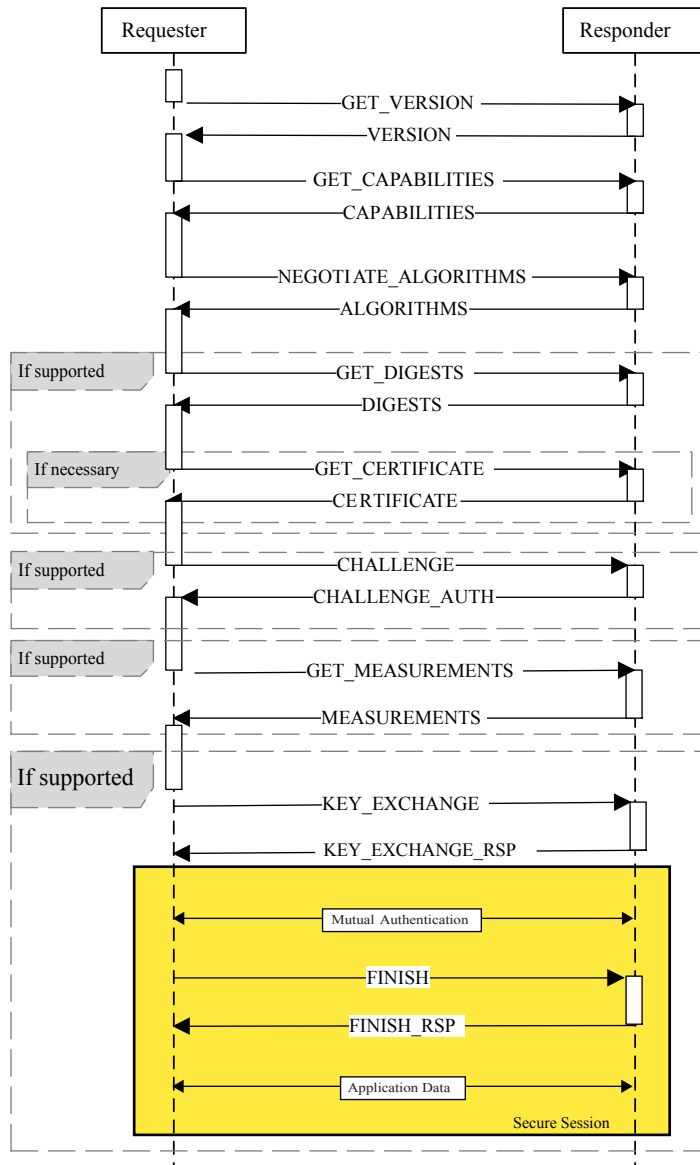 Requester
Responder
GET_VERSION
VERSION
GET_CAPABILITIES
CAPABILITIES
NEGOTIATE_ALGORITHMS
ALGORITHMS
If supported
GET_DIGESTS
DIGESTS
If necessary
GET_CERTIFICATE
CERTIFICATE
If supported
CHALLENGE
CHALLENGE_AUTH
If supported
GET_MEASUREMENTS
MEASUREMENTS
If supported
KEY_EXCHANGE
KEY_EXCHANGE_RSP
Mutual Authentication
FINISH
FINISH_RSP
Application Data
Secure Session